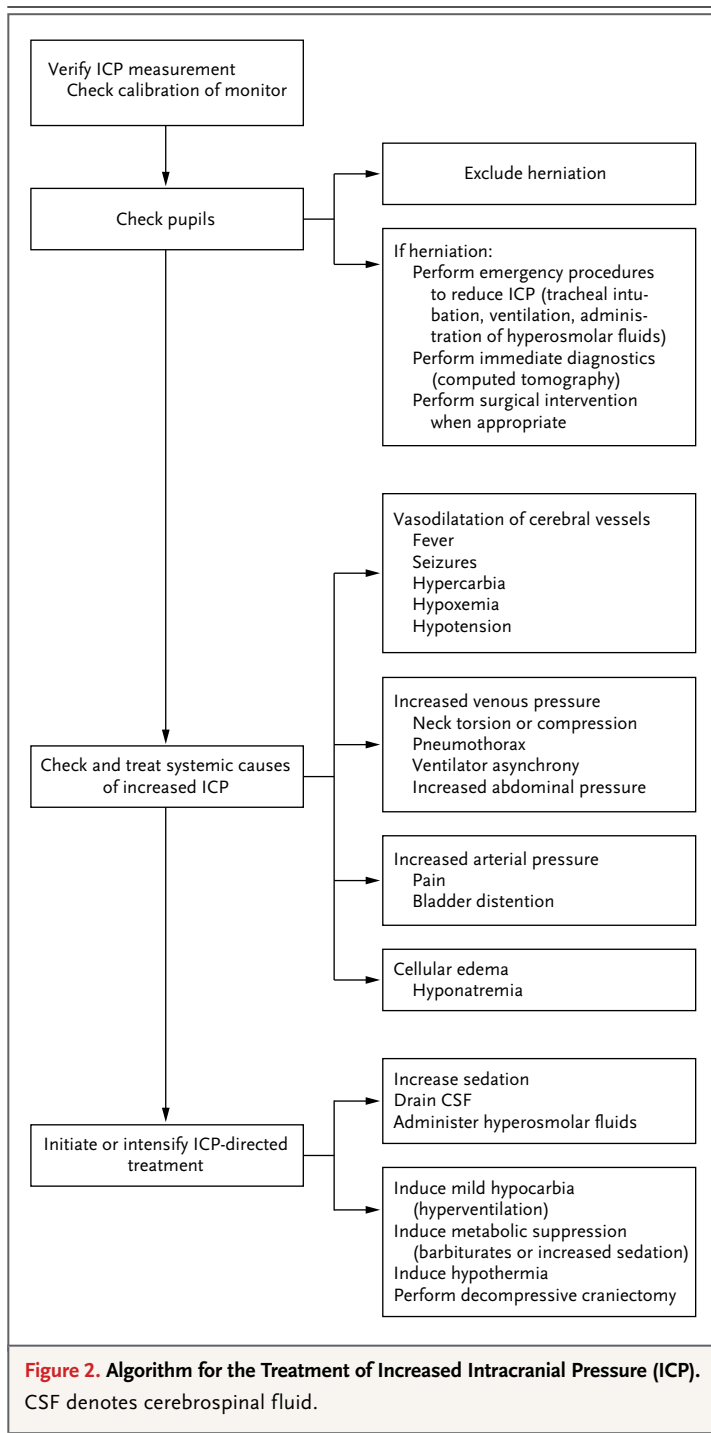 Verify ICP measurement
Check calibration of monitor
Check pupils
Exclude herniation
If herniation:
Perform emergency procedures
to reduce ICP (tracheal intu-
bation, ventilation, adminis-
tration of hyperosmolar fluids)
Perform immediate diagnostics
(computed tomography)
Perform surgical intervention
when appropriate
Check and treat systemic causes
of increased ICP
Vasodilatation of cerebral vessels
Fever
Seizures
Hypercarbia
Hypoxemia
Hypotension
Increased venous pressure
Neck torsion or compression
Pneumothorax
Ventilator asynchrony
Increased abdominal pressure
Increased arterial pressure
Pain
Bladder distention
Cellular edema
Hyponatremia
Initiate or intensify ICP-directed
treatment
Increase sedation
Drain CSF
Administer hyperosmolar fluids
Induce mild hypocarbia
(hyperventilation)
Induce metabolic suppression
(barbiturates or increased sedation)
Induce hypothermia
Perform decompressive craniectomy
Figure 2. Algorithm for the Treatment of Increased Intracranial Pressure (ICP).
CSF denotes cerebrospinal fluid.